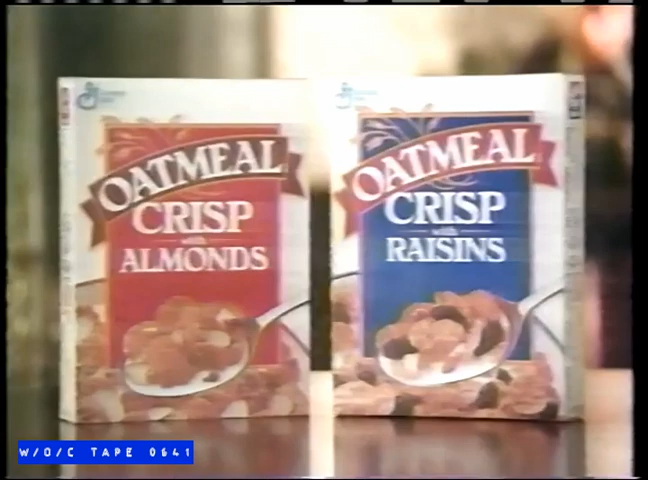 OATMEAL
CRISP
with
ALMONDS
OATMEAL
CRISP
with
RAISINS
W/O/C TAPE 0641